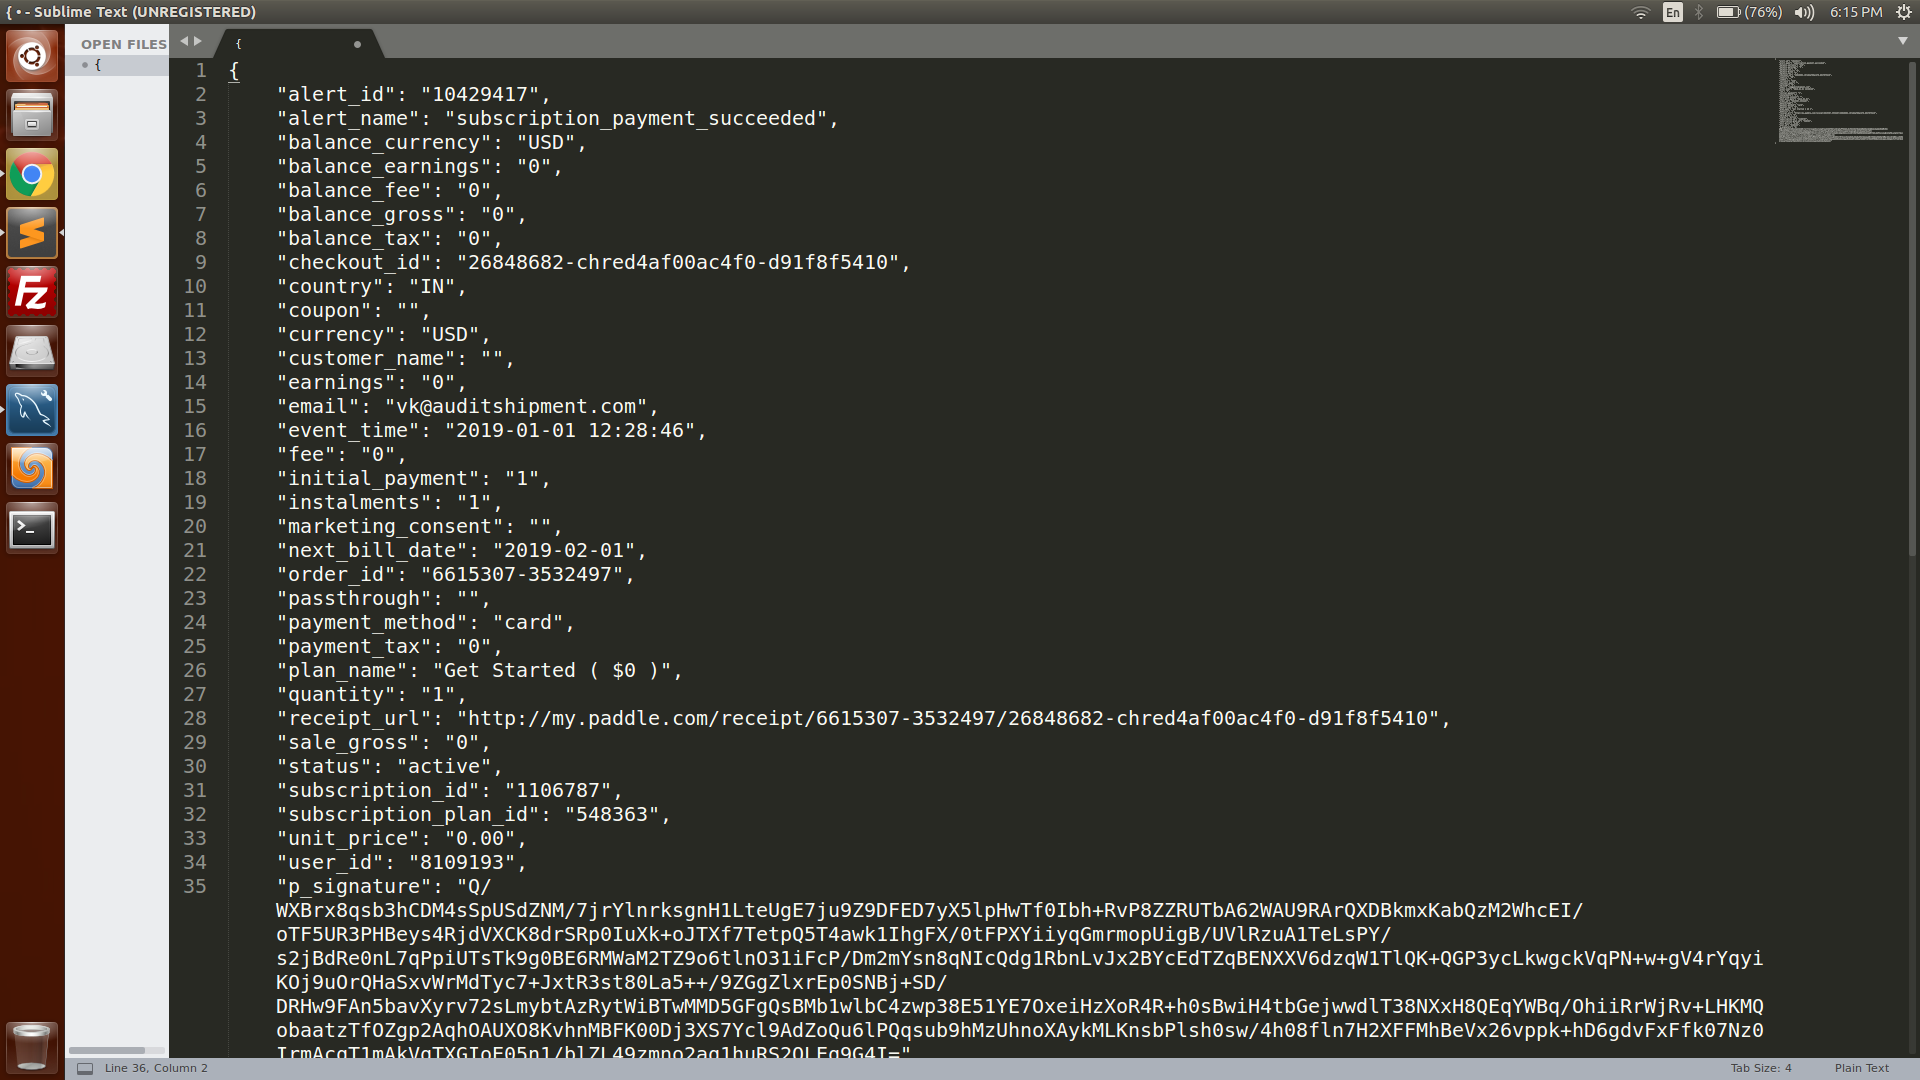 { • - Sublime Text (UNREGISTERED)
En
(76%)
6:15 PM
OPEN FILES
{
{
1 {
2 "alert_id": "10429417",
3 "alert_name": "subscription_payment_succeeded",
4 "balance_currency": "USD",
5 "balance_earnings": "0",
6 "balance_fee": "0",
7 "balance_gross": "0",
8 "balance_tax": "0",
9 "checkout_id": "26848682-chred4af00ac4f0-d91f8f5410",
10 "country": "IN",
11 "coupon": "",
12 "currency": "USD",
13 "customer_name": "",
14 "earnings": "0",
15 "email": "vk@auditshipment.com",
16 "event_time": "2019-01-01 12:28:46",
17 "fee": "0",
18 "initial_payment": "1",
19 "instalments": "1",
20 "marketing_consent": "",
21 "next_bill_date": "2019-02-01",
22 "order_id": "6615307-3532497",
23 "passthrough": "",
24 "payment_method": "card",
25 "payment_tax": "0",
26 "plan_name": "Get Started ( $0 )",
27 "quantity": "1",
28 "receipt_url": "http://my.paddle.com/receipt/6615307-3532497/26848682-chred4af00ac4f0-d91f8f5410",
29 "sale_gross": "0",
30 "status": "active",
31 "subscription_id": "1106787",
32 "subscription_plan_id": "548363",
33 "unit_price": "0.00",
34 "user_id": "8109193",
35 "p_signature": "Q/
WXBrx8qsb3hCDM4sSpUSdZNM/7jrYlnrksgnH1LteUgE7ju9Z9DFED7yX5lpHwTf0Ibh+RvP8ZZRUTbA62WAU9RArQXDBkmxKabQzM2WhcEI/
oTF5UR3PHBeys4RjdVXCK8drSRp0IuXk+oJTXf7TetpQ5T4awk1IhgFX/0tFPXYiiyqGmrmopUigB/UVlRzuA1TeLsPY/
s2jBdRe0nL7qPpiUTsTk9g0BE6RMWaM2TZ9o6tlnO31iFcP/Dm2mYsn8qNIcQdg1RbnLvJx2BYcEdTZqBENXXV6dzqW1TlQK+QGP3ycLkwgckVqPN+w+gV4rYqyi
KOj9uOrQHaSxvWrMdTyc7+JxtR3st80La5++/9ZGgZlxrEp0SNBj+SD/
DRHw9FAn5bavXyrv72sLmybtAzRytWiBTwMMD5GFgQsBMb1wlbC4zwp38E51YE7OxeiHzXoR4R+h0sBwiH4tbGejwwdlT38NXxH8QEqYWBq/OhiiRrWjRv+LHKMQ
obaatzTfOZgp2AqhOAUXO8KvhnMBFK00Dj3XS7Ycl9AdZoQu6lPQqsub9hMzUhnoXAykMLKnsbPlsh0sw/4h08fln7H2XFFMhBeVx26vppk+hD6gdvFxFfk07Nz0
Line 36, Column 2
Tab Size: 4
Plain Text